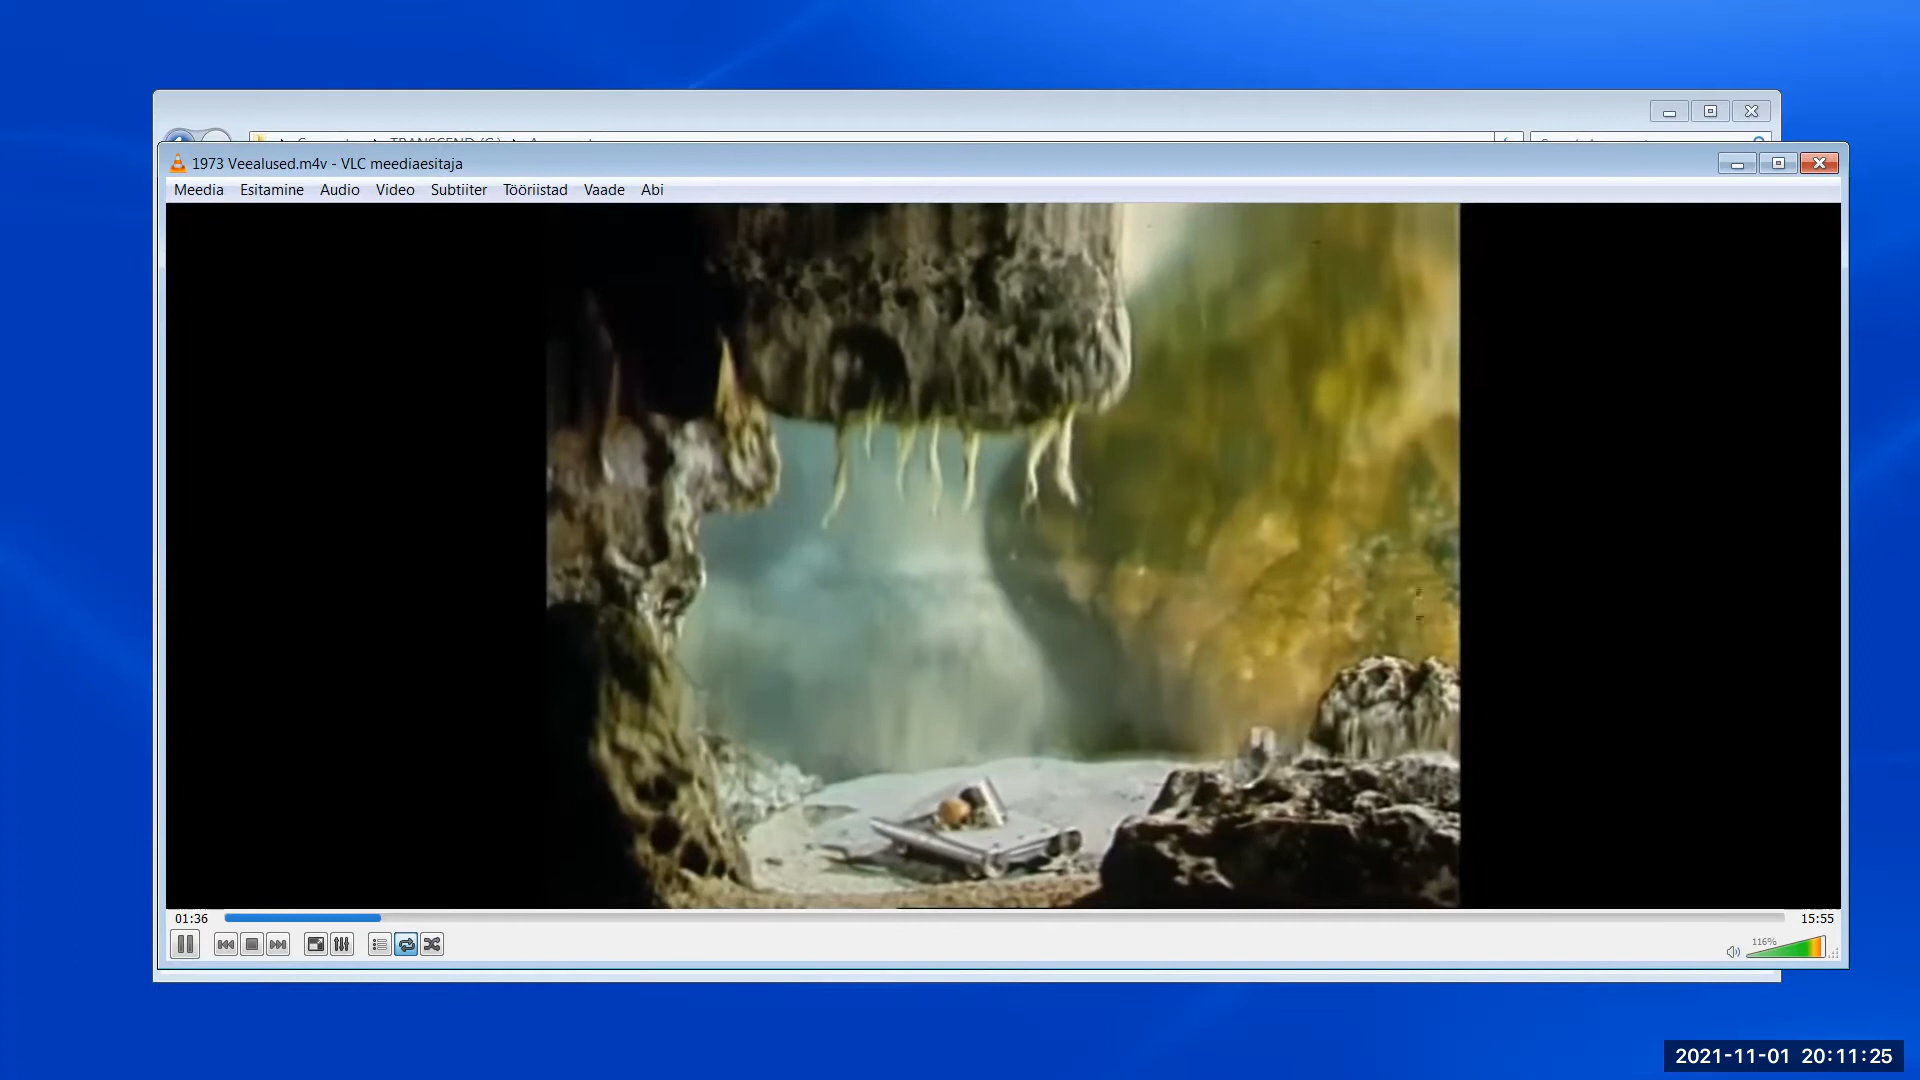 1973 Veealused.m4v - VLC meediaesitaja
Meedia Esitamine Audio Video Subtiiter Tööriistad Vaade Abi
01:36
15:55
116%
2021-11-01 20:11:25